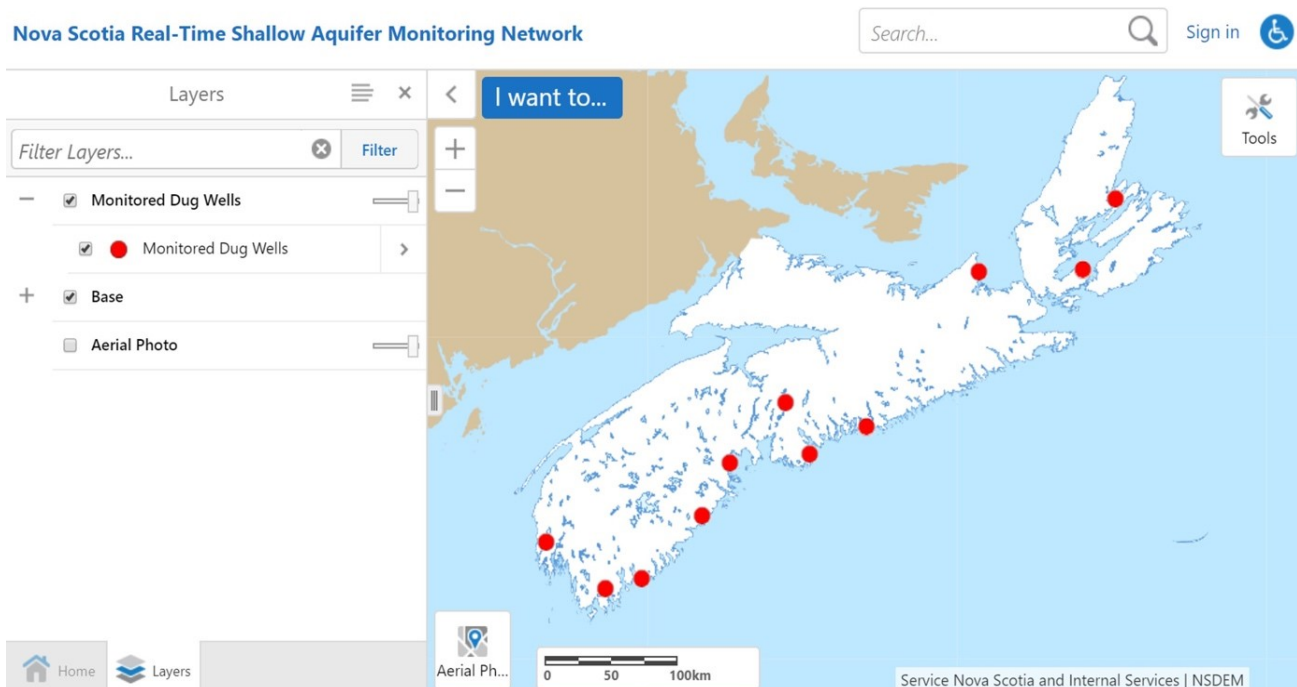 Nova Scotia Real-Time Shallow Aquifer Monitoring Network
Search...
Sign in
Layers
I want to...
Tools
Filter Layers...
Filter
Monitored Dug Wells
Monitored Dug Wells
Base
Aerial Photo
Home
Layers
Aerial Ph...
0 50 100km
Service Nova Scotia and Internal Services | NSDEM